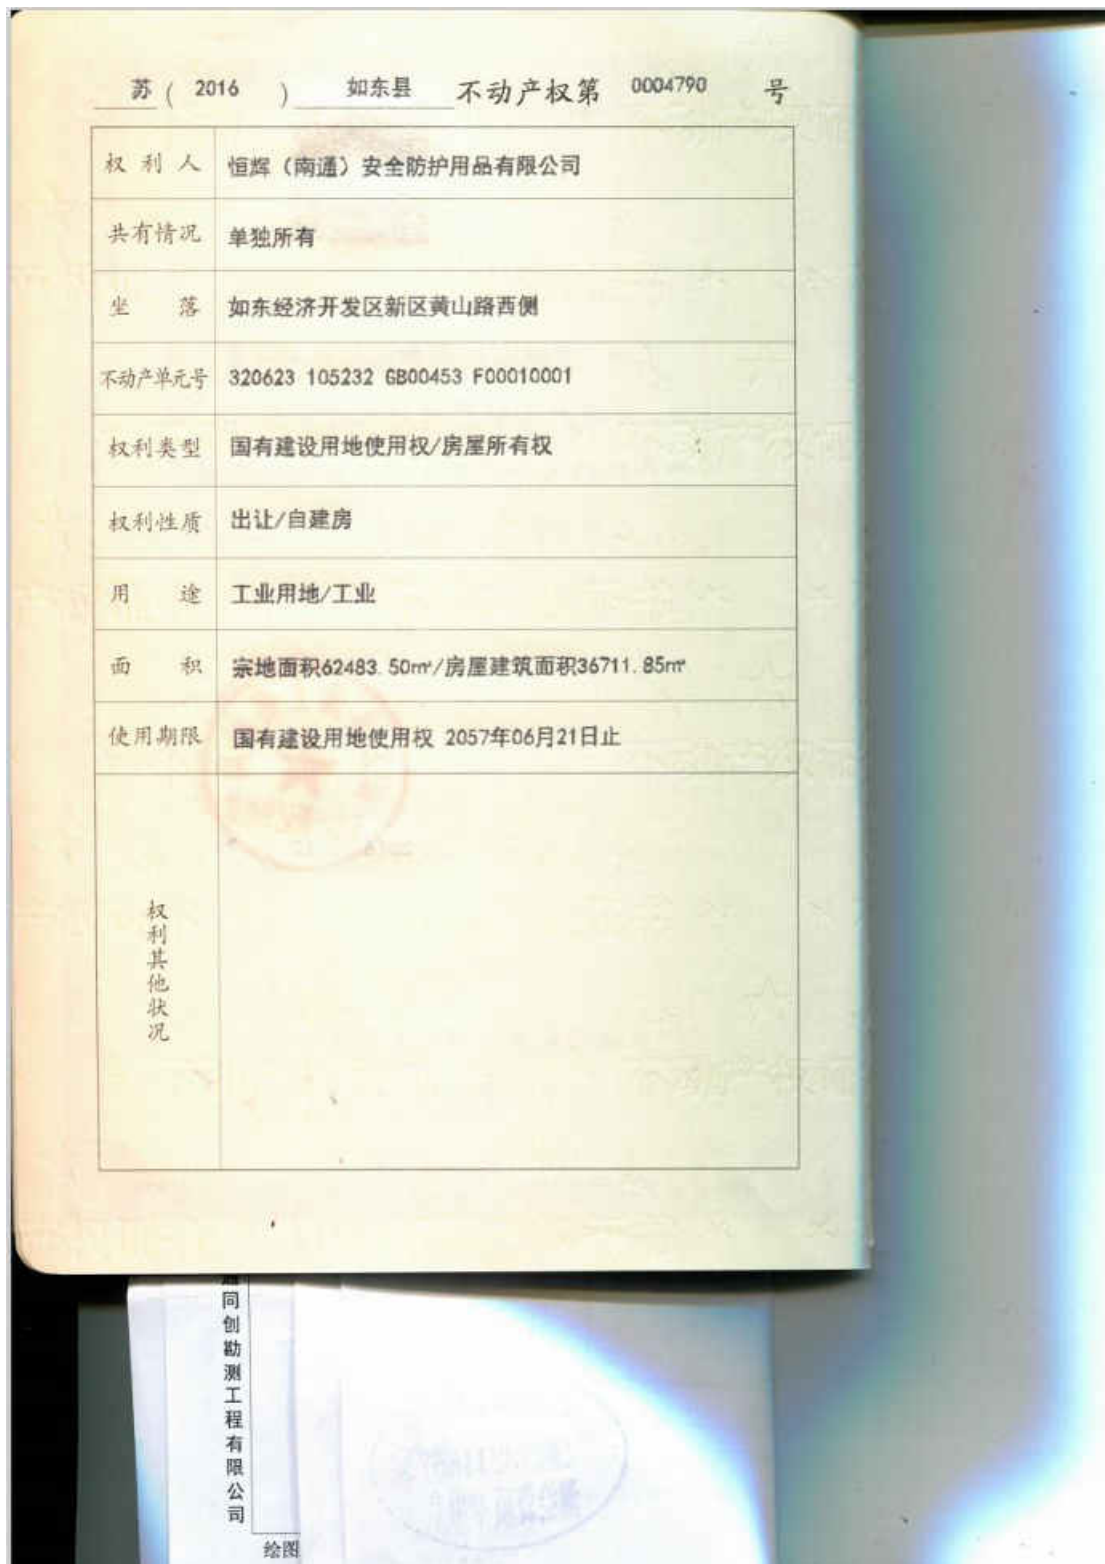 苏 ( 2016 ) 如东县 不动产权第 0004790 号
权利人 恒辉（南通）安全防护用品有限公司
共有情况 单独所有
坐落 如东经济开发区新区黄山路西侧
不动产单元号 320623 105232 GB00453 F00010001
权利类型 国有建设用地使用权/房屋所有权
权利性质 出让/自建房
用途 工业用地/工业
面积 宗地面积62483.50㎡/房屋建筑面积36711.85㎡
使用期限 国有建设用地使用权 2057年06月21日止
权利其他状况
同创勘测工程有限公司
绘图